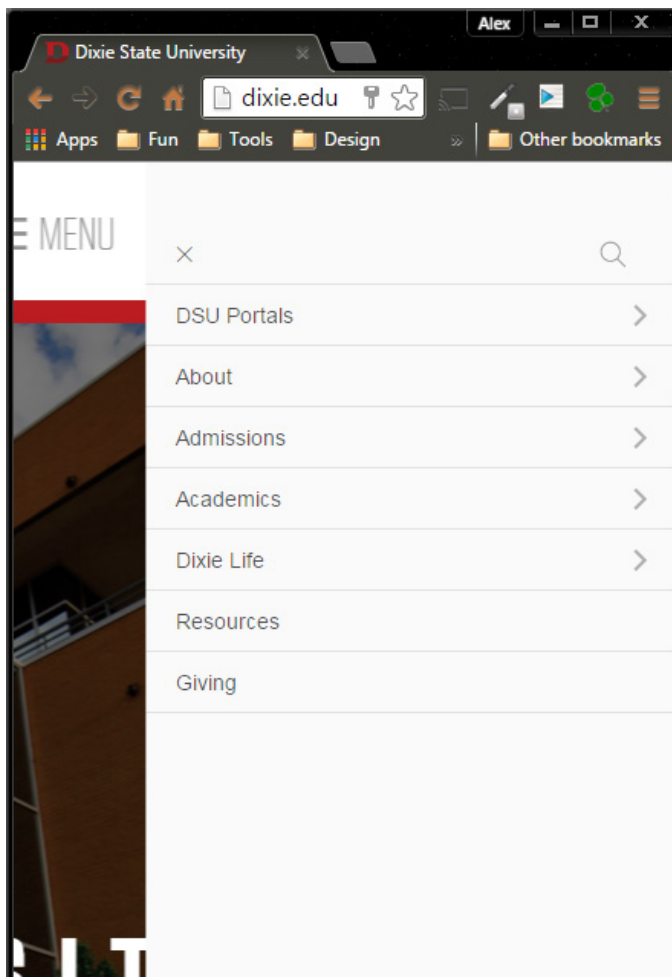 Alex
Dixie State University
dixie.edu
Apps Fun Tools Design » Other bookmarks
MENU
DSU Portals
About
Admissions
Academics
Dixie Life
Resources
Giving
SIT